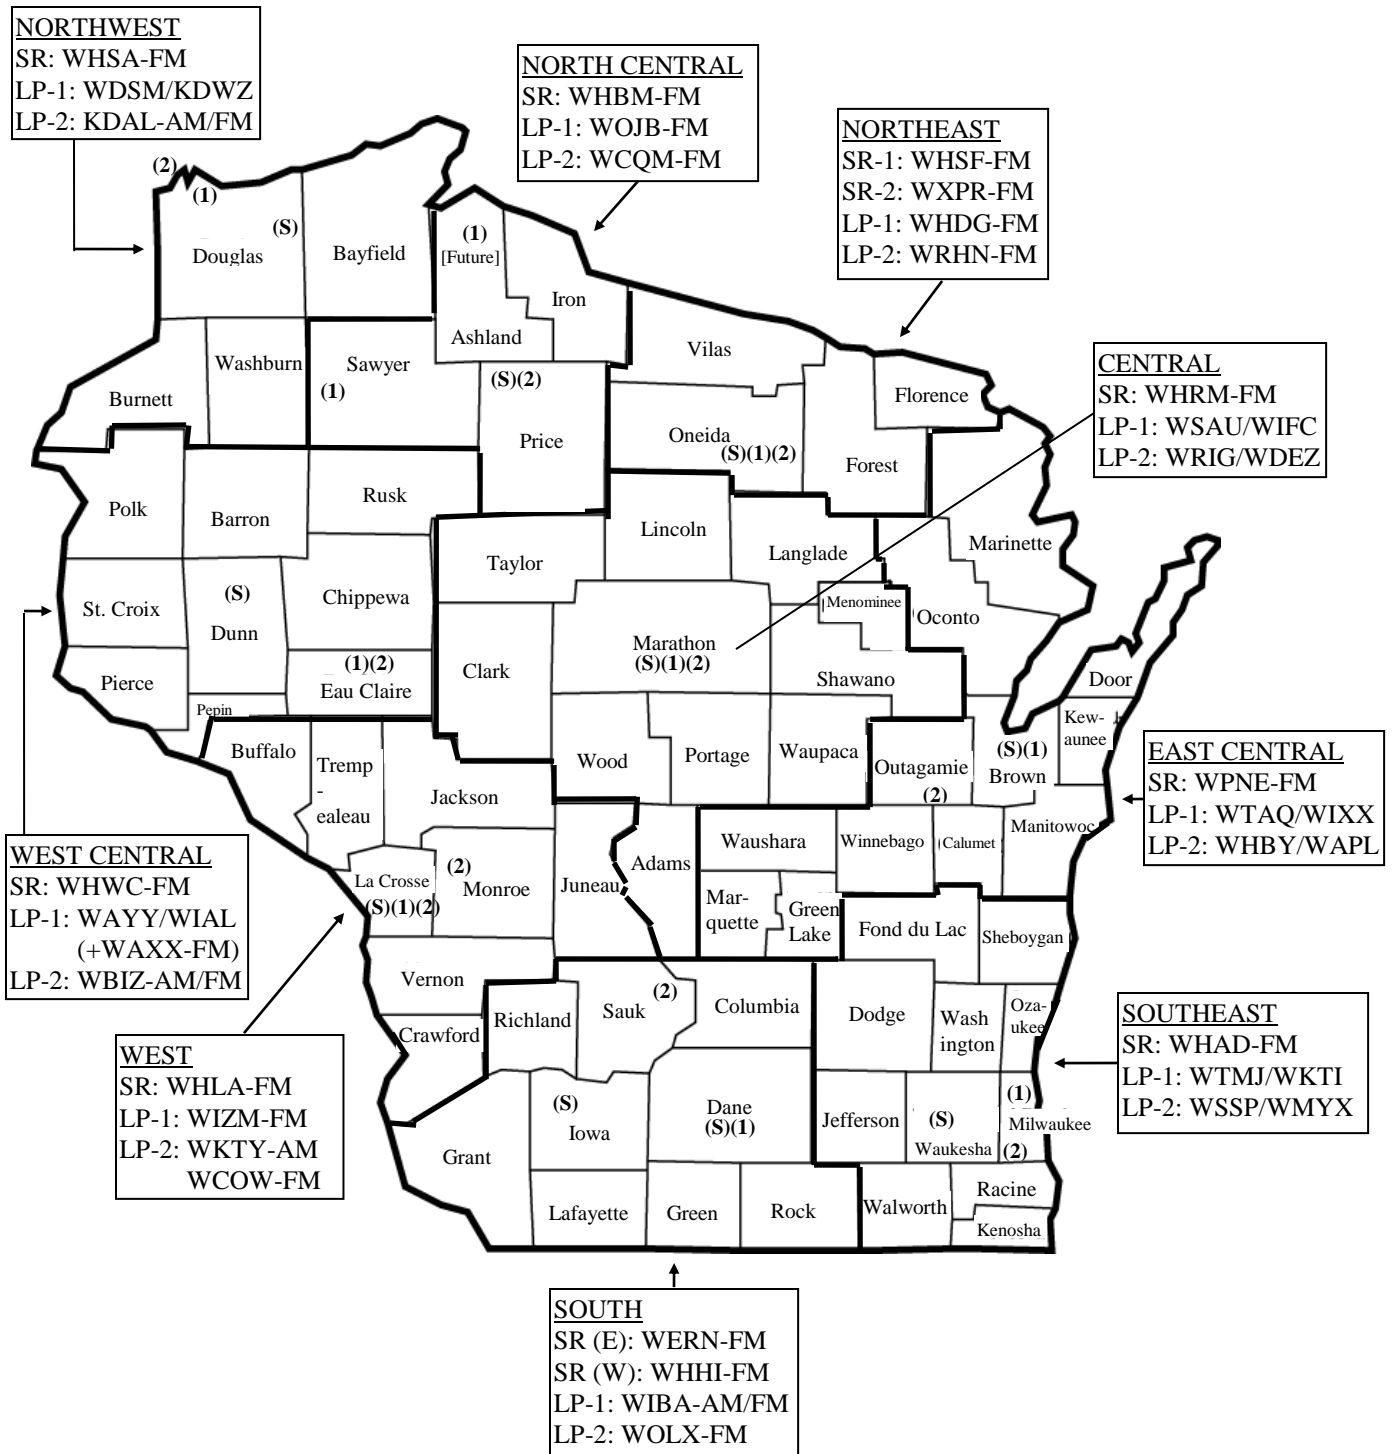 NORTHWEST
SR: WHSA-FM
LP-1: WDSM/KDWZ
LP-2: KDAL-AM/FM
NORTH CENTRAL
SR: WHBM-FM
LP-1: WOJB-FM
LP-2: WCQM-FM
NORTHEAST
SR-1: WHSF-FM
SR-2: WXPR-FM
LP-1: WHDG-FM
LP-2: WRHN-FM
(2)
(1)
(S)
Douglas
Bayfield
(1)
[Future]
Iron
Ashland
Vilas
Washburn
Sawyer
(1)
(S)(2)
Burnett
Price
Oneida
(S)(1)(2)
Florence
Forest
CENTRAL
SR: WHRM-FM
LP-1: WSAU/WIFC
LP-2: WRIG/WDEZ
Polk
Barron
Rusk
Lincoln
Taylor
Langlade
Marinette
St. Croix
(S)
Dunn
Chippewa
Menominee
Oconto
Marathon
(S)(1)(2)
(1)(2)
Eau Claire
Pierce
Clark
Shawano
Door
Pepin
Buffalo
Tremp
-
ealeau
Wood
Portage
Waupaca
Outagamie
(2)
(S)(1)
Brown
Kew-
aunee
EAST CENTRAL
SR: WPNE-FM
LP-1: WTAQ/WIXX
LP-2: WHBY/WAPL
Jackson
Manitowoc
WEST CENTRAL
SR: WHWC-FM
LP-1: WAYY/WIAL
(+WAXX-FM)
LP-2: WBIZ-AM/FM
La Crosse
(S)(1)(2)
(2)
Monroe
Juneau
Adams
Waushara
Winnebago
Calumet
Mar-
quette
Green
Lake
Fond du Lac
Sheboygan
Vernon
Crawford
Richland
Sauk
(2)
Columbia
Dodge
Wash
ington
Oza-
ukee
SOUTHEAST
SR: WHAD-FM
LP-1: WTMJ/WKTI
LP-2: WSSP/WMYX
WEST
SR: WHLA-FM
LP-1: WIZM-FM
LP-2: WKTY-AM
WCOW-FM
(S)
Iowa
Dane
(S)(1)
Jefferson
(S)
Waukesha
(1)
Milwaukee
(2)
Grant
Lafayette
Green
Rock
Walworth
Racine
Kenosha
SOUTH
SR (E): WERN-FM
SR (W): WHHI-FM
LP-1: WIBA-AM/FM
LP-2: WOLX-FM